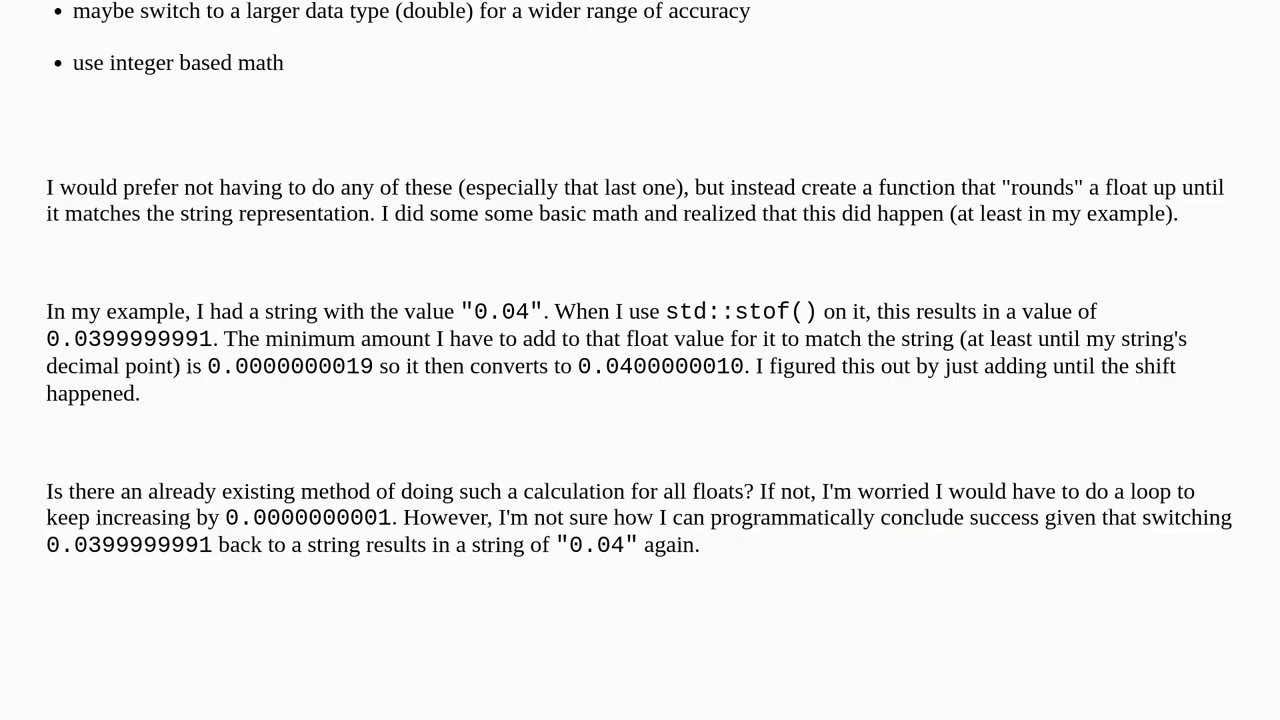 • maybe switch to a larger data type (double) for a wider range of accuracy
• use integer based math
I would prefer not having to do any of these (especially that last one), but instead create a function that "rounds" a float up until
it matches the string representation. I did some some basic math and realized that this did happen (at least in my example).
In my example, I had a string with the value "0.04". When I use std::stof() on it, this results in a value of
0.0399999991. The minimum amount I have to add to that float value for it to match the string (at least until my string's
decimal point) is 0.0000000019 so it then converts to 0.0400000010. I figured this out by just adding until the shift
happened.
Is there an already existing method of doing such a calculation for all floats? If not, I'm worried I would have to do a loop to
keep increasing by 0.0000000001. However, I'm not sure how I can programmatically conclude success given that switching
0.0399999991 back to a string results in a string of "0.04" again.